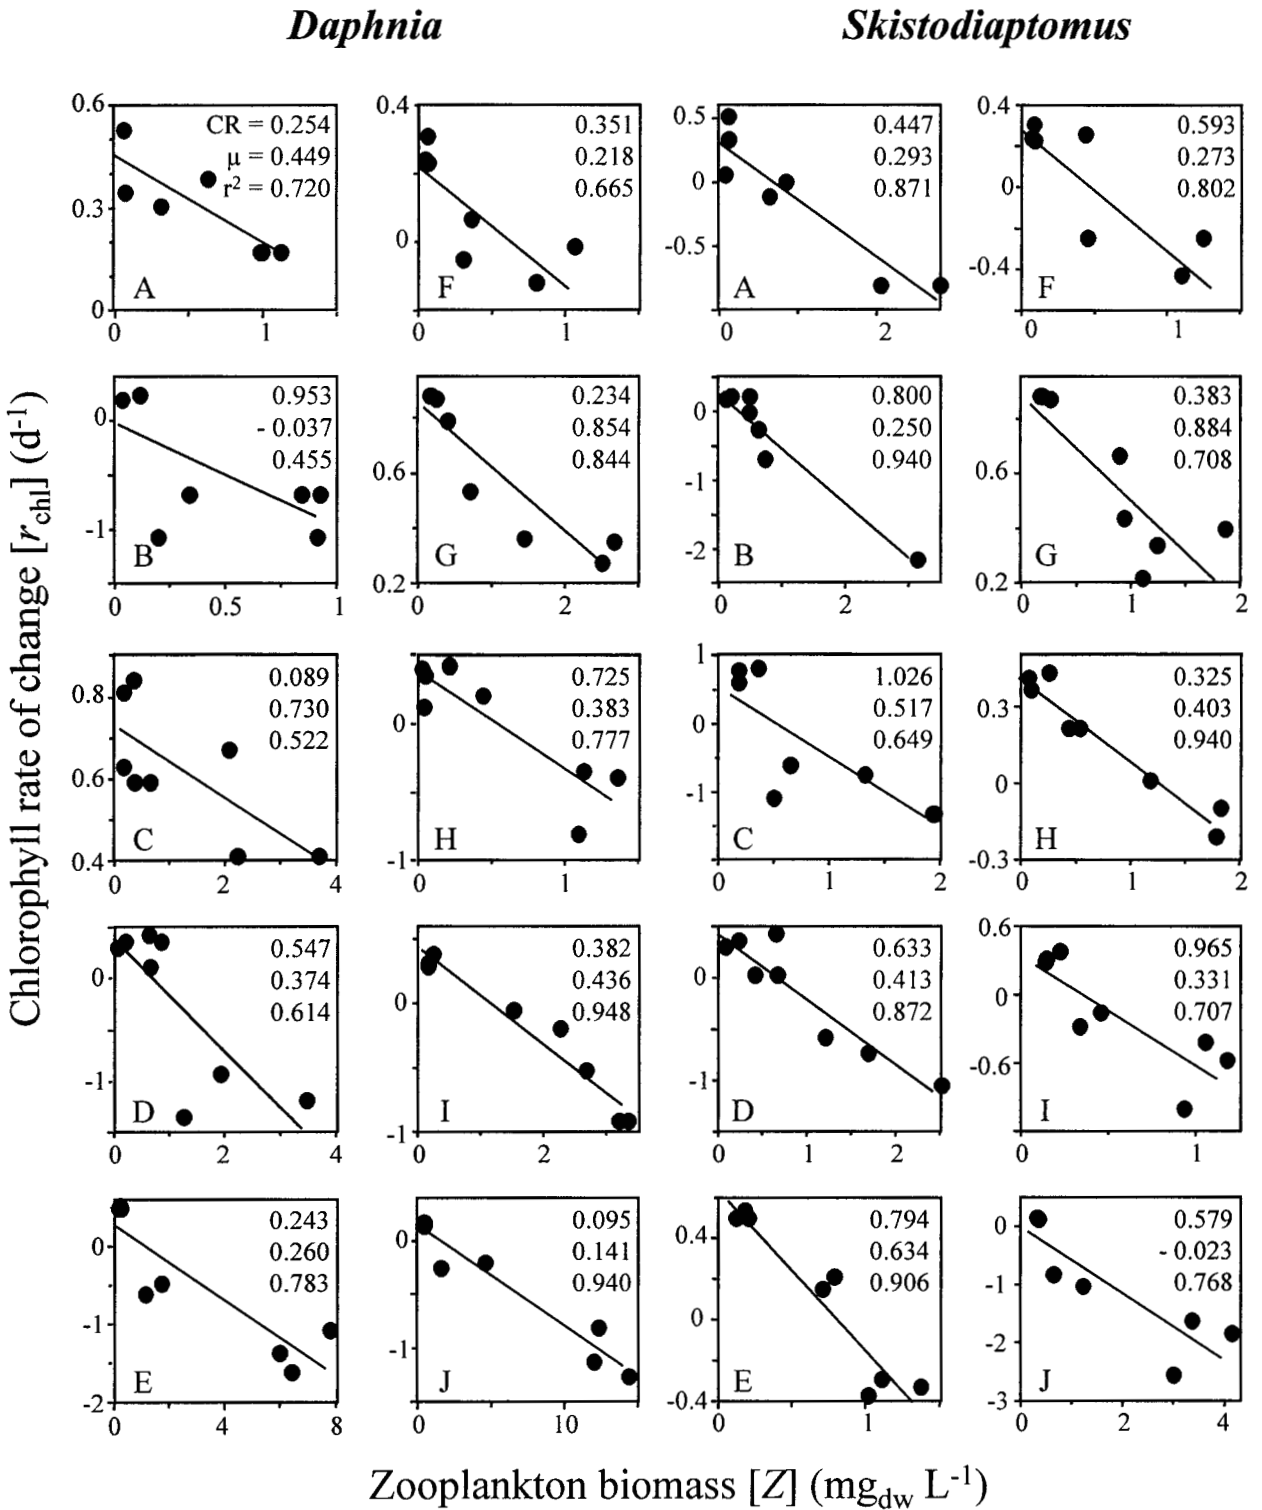 Daphnia Skistodiaptomus
0.6 CR = 0.254 0.4 0.351 0.5 0.447 0.4 0.593
μ = 0.449 0.218 0.293 0.273
r² = 0.720 0.665 0 0.871 0 0.802
0.3 0 -0.5 -0.4
A F A F
0
0 1 0 1 0 2 0 1
0.953 0.234 0 0.800 0.383
0 - 0.037 0.854 0.250 0.884
0.455 0.6 0.844 -1 0.940 0.6 0.708
-1 B G -2 B G
0.2 0.2
0 0.5 1 0 2 0 2 0 1 2
0.089 0.725 1 1.026 0.325
0.8 0.730 0 0.383 0 0.517 0.3 0.403
0.522 0.777 0.649 0.940
0.6 -1 0
C H C H
0.4 -1 -0.3
0 2 4 0 1 0 1 2 0 1 2
0.547 0.382 0.633 0.6 0.965
0 0.374 0 0.436 0 0.413 0 0.331
0.614 0.948 0.872 0.707
-1 -1 -0.6
D I D I
-1
0 2 4 0 2 0 1 2 0 1
0.243 0.095 0.794 0 0.579
0 0.260 0 0.141 0.4 0.634 - 0.023
0.783 0.940 0.906 -1 0.768
-1 -1 0 -2
E J E J
-2 -0.4 -3
0 4 8 0 10 0 1 0 2 4
Chlorophyll rate of change [rchl] (d-1)
Zooplankton biomass [Z] (mgdw L-1)